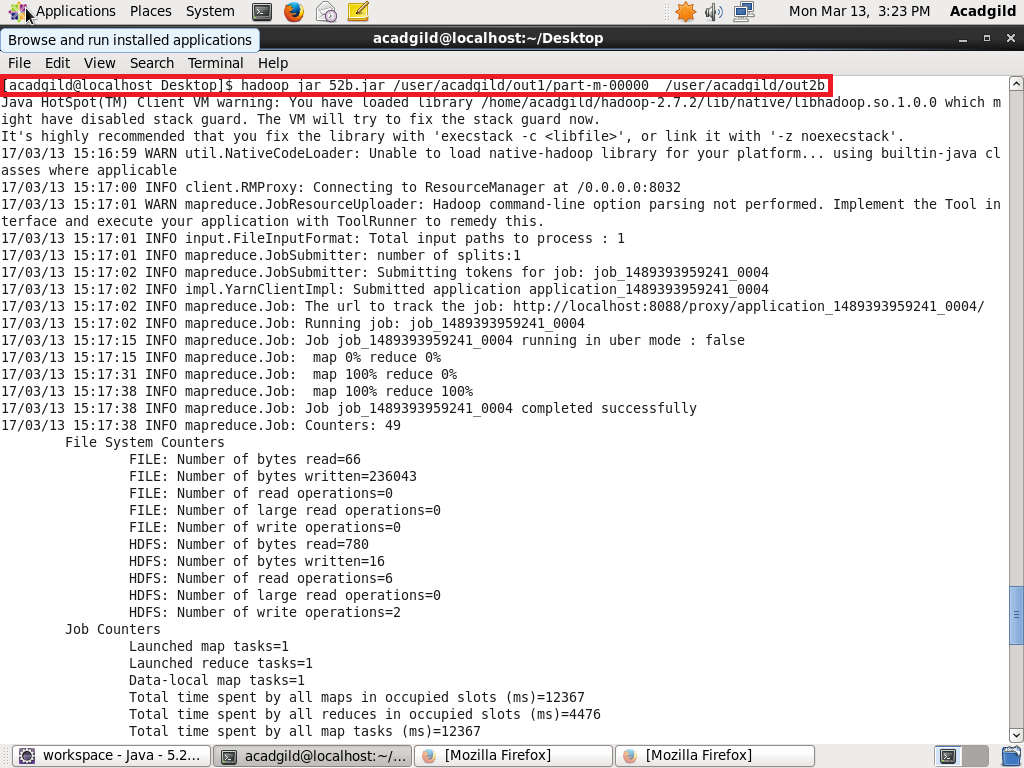 Applications Places System
Mon Mar 13, 3:23 PM Acadgild
Browse and run installed applications
acadgild@localhost:~/Desktop
File Edit View Search Terminal Help
[acadgild@localhost Desktop]$ hadoop jar 52b.jar /user/acadgild/out1/part-m-00000  /user/acadgild/out2b
Java HotSpot(TM) Client VM warning: You have loaded library /home/acadgild/hadoop-2.7.2/lib/native/libhadoop.so.1.0.0 which m
ight have disabled stack guard. The VM will try to fix the stack guard now.
It's highly recommended that you fix the library with 'execstack -c <libfile>', or link it with '-z noexecstack'.
17/03/13 15:16:59 WARN util.NativeCodeLoader: Unable to load native-hadoop library for your platform... using builtin-java cl
asses where applicable
17/03/13 15:17:00 INFO client.RMProxy: Connecting to ResourceManager at /0.0.0.0:8032
17/03/13 15:17:01 WARN mapreduce.JobResourceUploader: Hadoop command-line option parsing not performed. Implement the Tool in
terface and execute your application with ToolRunner to remedy this.
17/03/13 15:17:01 INFO input.FileInputFormat: Total input paths to process : 1
17/03/13 15:17:01 INFO mapreduce.JobSubmitter: number of splits:1
17/03/13 15:17:02 INFO mapreduce.JobSubmitter: Submitting tokens for job: job_1489393959241_0004
17/03/13 15:17:02 INFO impl.YarnClientImpl: Submitted application application_1489393959241_0004
17/03/13 15:17:02 INFO mapreduce.Job: The url to track the job: http://localhost:8088/proxy/application_1489393959241_0004/
17/03/13 15:17:02 INFO mapreduce.Job: Running job: job_1489393959241_0004
17/03/13 15:17:15 INFO mapreduce.Job: Job job_1489393959241_0004 running in uber mode : false
17/03/13 15:17:15 INFO mapreduce.Job:  map 0% reduce 0%
17/03/13 15:17:31 INFO mapreduce.Job:  map 100% reduce 0%
17/03/13 15:17:38 INFO mapreduce.Job:  map 100% reduce 100%
17/03/13 15:17:38 INFO mapreduce.Job: Job job_1489393959241_0004 completed successfully
17/03/13 15:17:38 INFO mapreduce.Job: Counters: 49
File System Counters
FILE: Number of bytes read=66
FILE: Number of bytes written=236043
FILE: Number of read operations=0
FILE: Number of large read operations=0
FILE: Number of write operations=0
HDFS: Number of bytes read=780
HDFS: Number of bytes written=16
HDFS: Number of read operations=6
HDFS: Number of large read operations=0
HDFS: Number of write operations=2
Job Counters
Launched map tasks=1
Launched reduce tasks=1
Data-local map tasks=1
Total time spent by all maps in occupied slots (ms)=12367
Total time spent by all reduces in occupied slots (ms)=4476
Total time spent by all map tasks (ms)=12367
workspace - Java - 5.2... acadgild@localhost:~/... [Mozilla Firefox] [Mozilla Firefox]